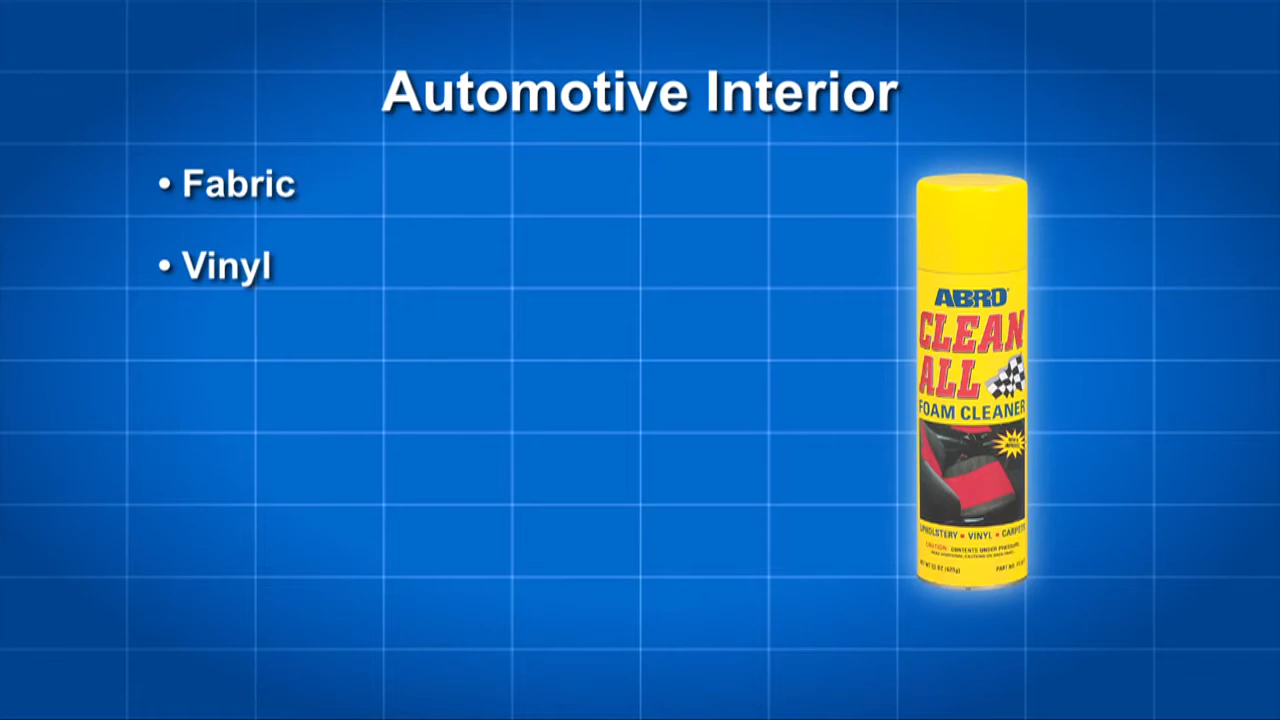 Automotive Interior
• Fabric
• Vinyl
ABRO
CLEAN
ALL
FOAM CLEANER
UPHOLSTERY • VINYL • CARPETS
CAUTION: CONTENTS UNDER PRESSURE.